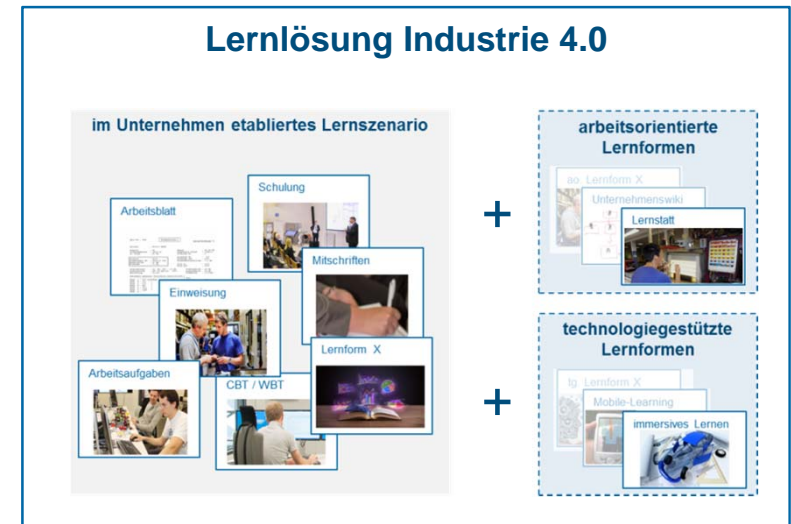 Lernlösung Industrie 4.0
im Unternehmen etabliertes Lernszenario
Schulung
Arbeitsblatt
Mitschriften
Einweisung
Lernform X
Arbeitsaufgaben
CBT / WBT
+
arbeitsorientierte
Lernformen
ao. Lernform X
Unternehmenswiki
Lernstatt
+
technologiegestützte
Lernformen
tg. Lernform X
Mobile-Learning
immersives Lernen